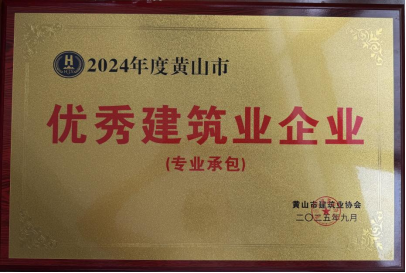 2024年度黄山市
优秀建筑业企业
(专业承包)
黄山市建筑业协会
二〇二五年九月